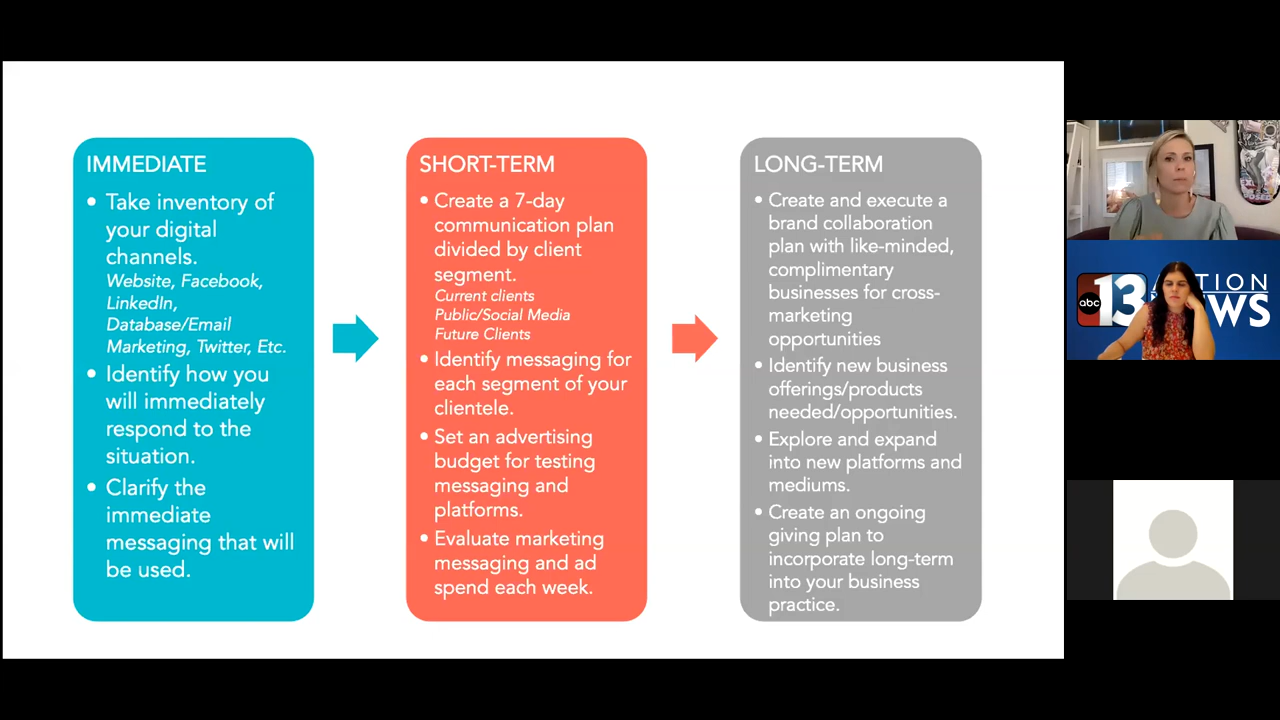 IMMEDIATE
• Take inventory of
your digital
channels.
Website, Facebook,
LinkedIn,
Database/Email
Marketing, Twitter, Etc.
• Identify how you
will immediately
respond to the
situation.
• Clarify the
immediate
messaging that will
be used.
SHORT-TERM
• Create a 7-day
communication plan
divided by client
segment.
Current clients
Public/Social Media
Future Clients
• Identify messaging for
each segment of your
clientele.
• Set an advertising
budget for testing
messaging and
platforms.
• Evaluate marketing
messaging and ad
spend each week.
LONG-TERM
• Create and execute a
brand collaboration
plan with like-minded,
complimentary
businesses for cross-
marketing
opportunities
• Identify new business
offerings/products
needed/opportunities.
• Explore and expand
into new platforms and
mediums.
• Create an ongoing
giving plan to
incorporate long-term
into your business
practice.
abc 13